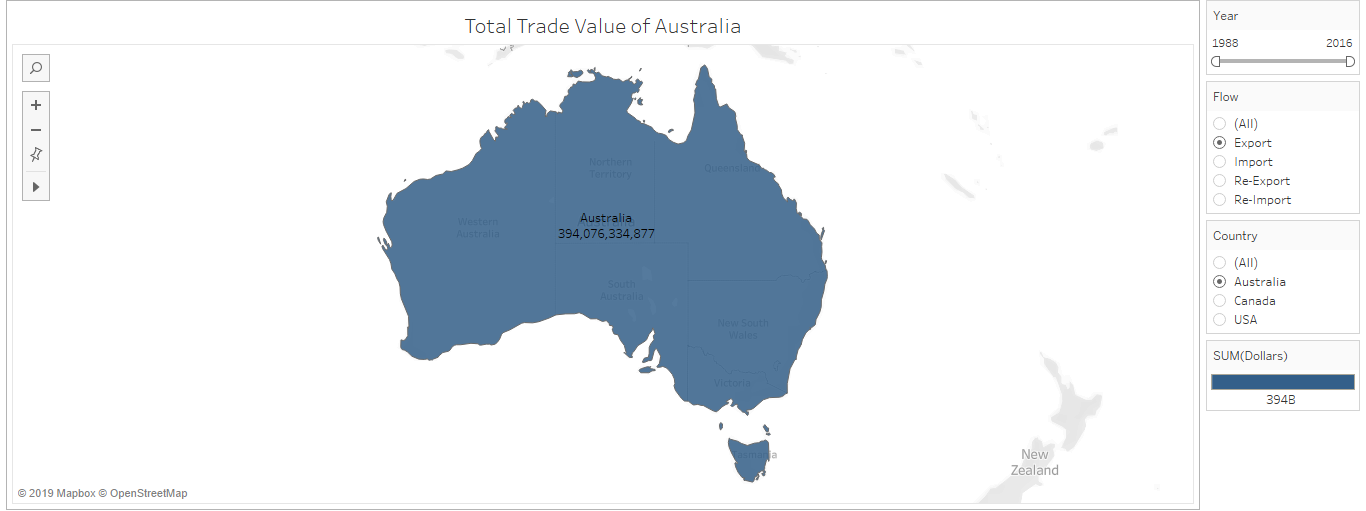 Total Trade Value of Australia
Northern
Territory
Queensland
Western
Australia
Australia
394,076,334,877
South
Australia
New South
Wales
Victoria
Tasmania
New
Zealand
© 2019 Mapbox © OpenStreetMap
Year
1988 2016
Flow
(All)
Export
Import
Re-Export
Re-Import
Country
(All)
Australia
Canada
USA
SUM(Dollars)
394B